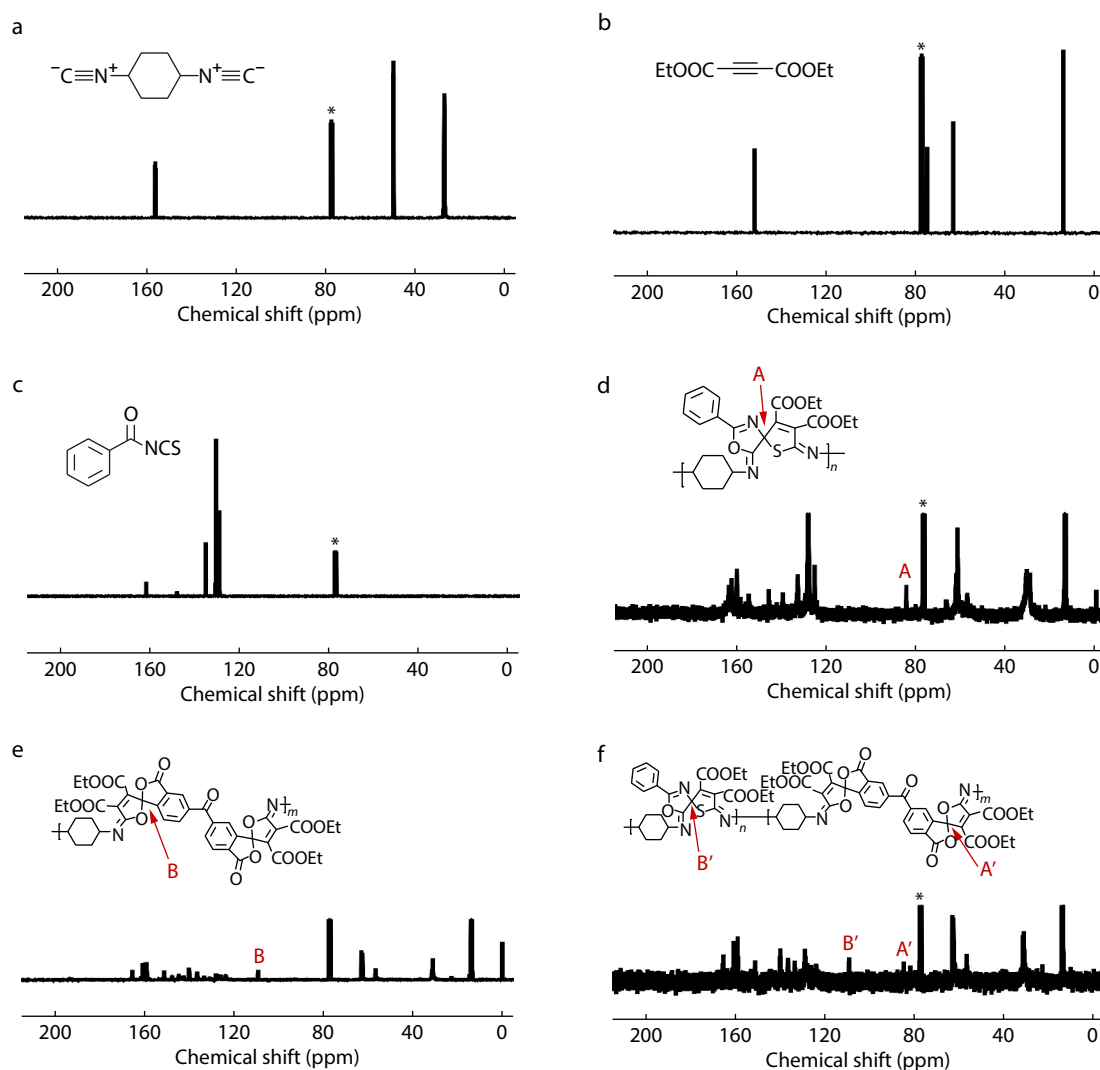 a
⁻C≡N⁺
N⁺≡C⁻
*
200 160 120 80 40 0
Chemical shift (ppm)
b
EtOOC
COOEt
*
200 160 120 80 40 0
Chemical shift (ppm)
c
O
NCS
*
200 160 120 80 40 0
Chemical shift (ppm)
d
A
COOEt
N
COOEt
O
S
N
n
N
*
A
200 160 120 80 40 0
Chemical shift (ppm)
e
O
EtOOC
O
O
N
m
EtOOC
O
O
N
COOEt
O
COOEt
O
B
B
200 160 120 80 40 0
Chemical shift (ppm)
f
O
COOEt
EtOOC
O
N
COOEt
EtOOC
O
N
m
O
S
O
O
N
N
n
N
COOEt
O
COOEt
O
B′
A′
*
B′
A′
200 160 120 80 40 0
Chemical shift (ppm)